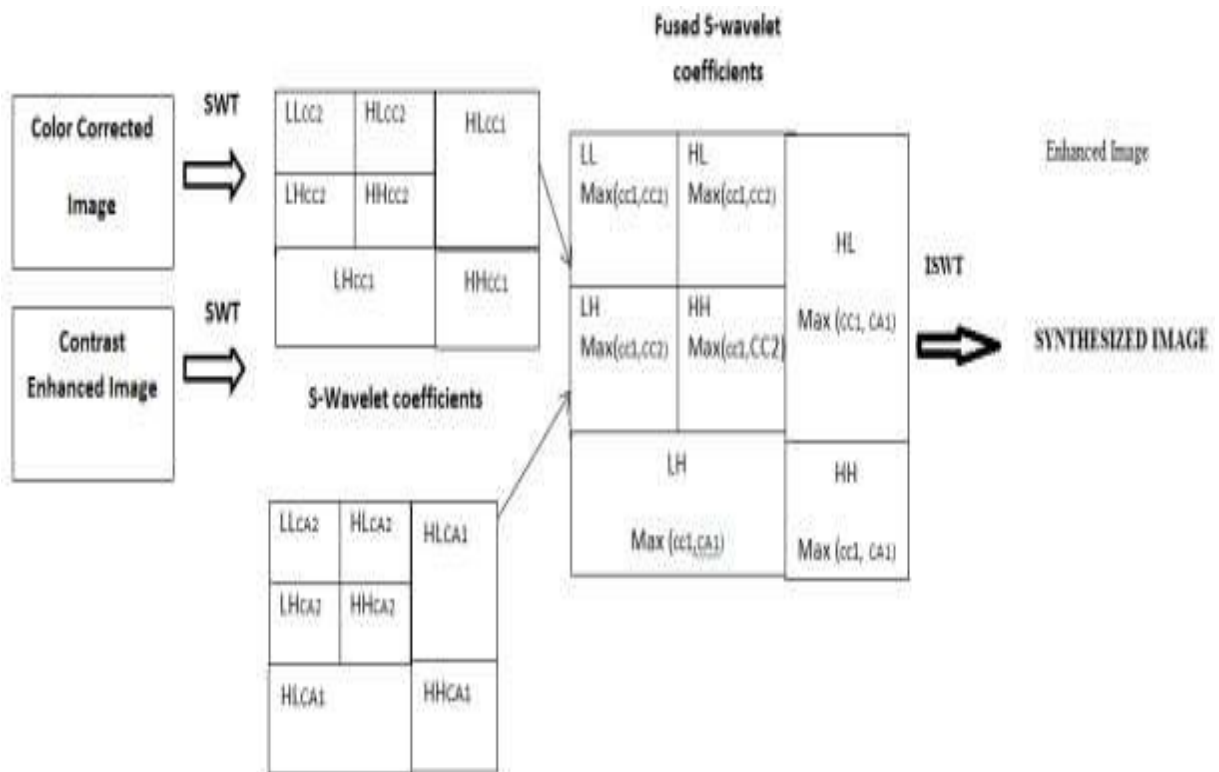 Fused S-wavelet
coefficients
Color Corrected
Image
SWT
LLCC2
HLCC2
HLCC1
LHCC2
HHCC2
LHCC1
HHCC1
Contrast
Enhanced Image
SWT
S-Wavelet coefficients
LLCA2
HLCA2
HLCA1
LHCA2
HHCA2
HLCA1
HHCA1
LL
Max(cc1,CC2)
HL
Max(cc1,CC2)
LH
Max(cc1,CC2)
HH
Max(cc1,CC2)
HL
Max (CC1, CA1)
LH
Max (cc1,CA1)
HH
Max (cc1, CA1)
Enhanced Image
ISWT
SYNTHESIZED IMAGE